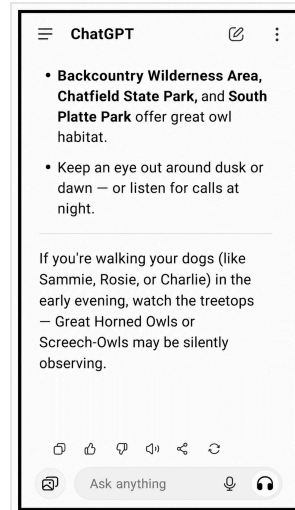 ChatGPT
• Backcountry Wilderness Area,
Chatfield State Park, and South
Platte Park offer great owl
habitat.
• Keep an eye out around dusk or
dawn — or listen for calls at
night.
If you're walking your dogs (like
Sammie, Rosie, or Charlie) in the
early evening, watch the treetops
— Great Horned Owls or
Screech-Owls may be silently
observing.
Ask anything